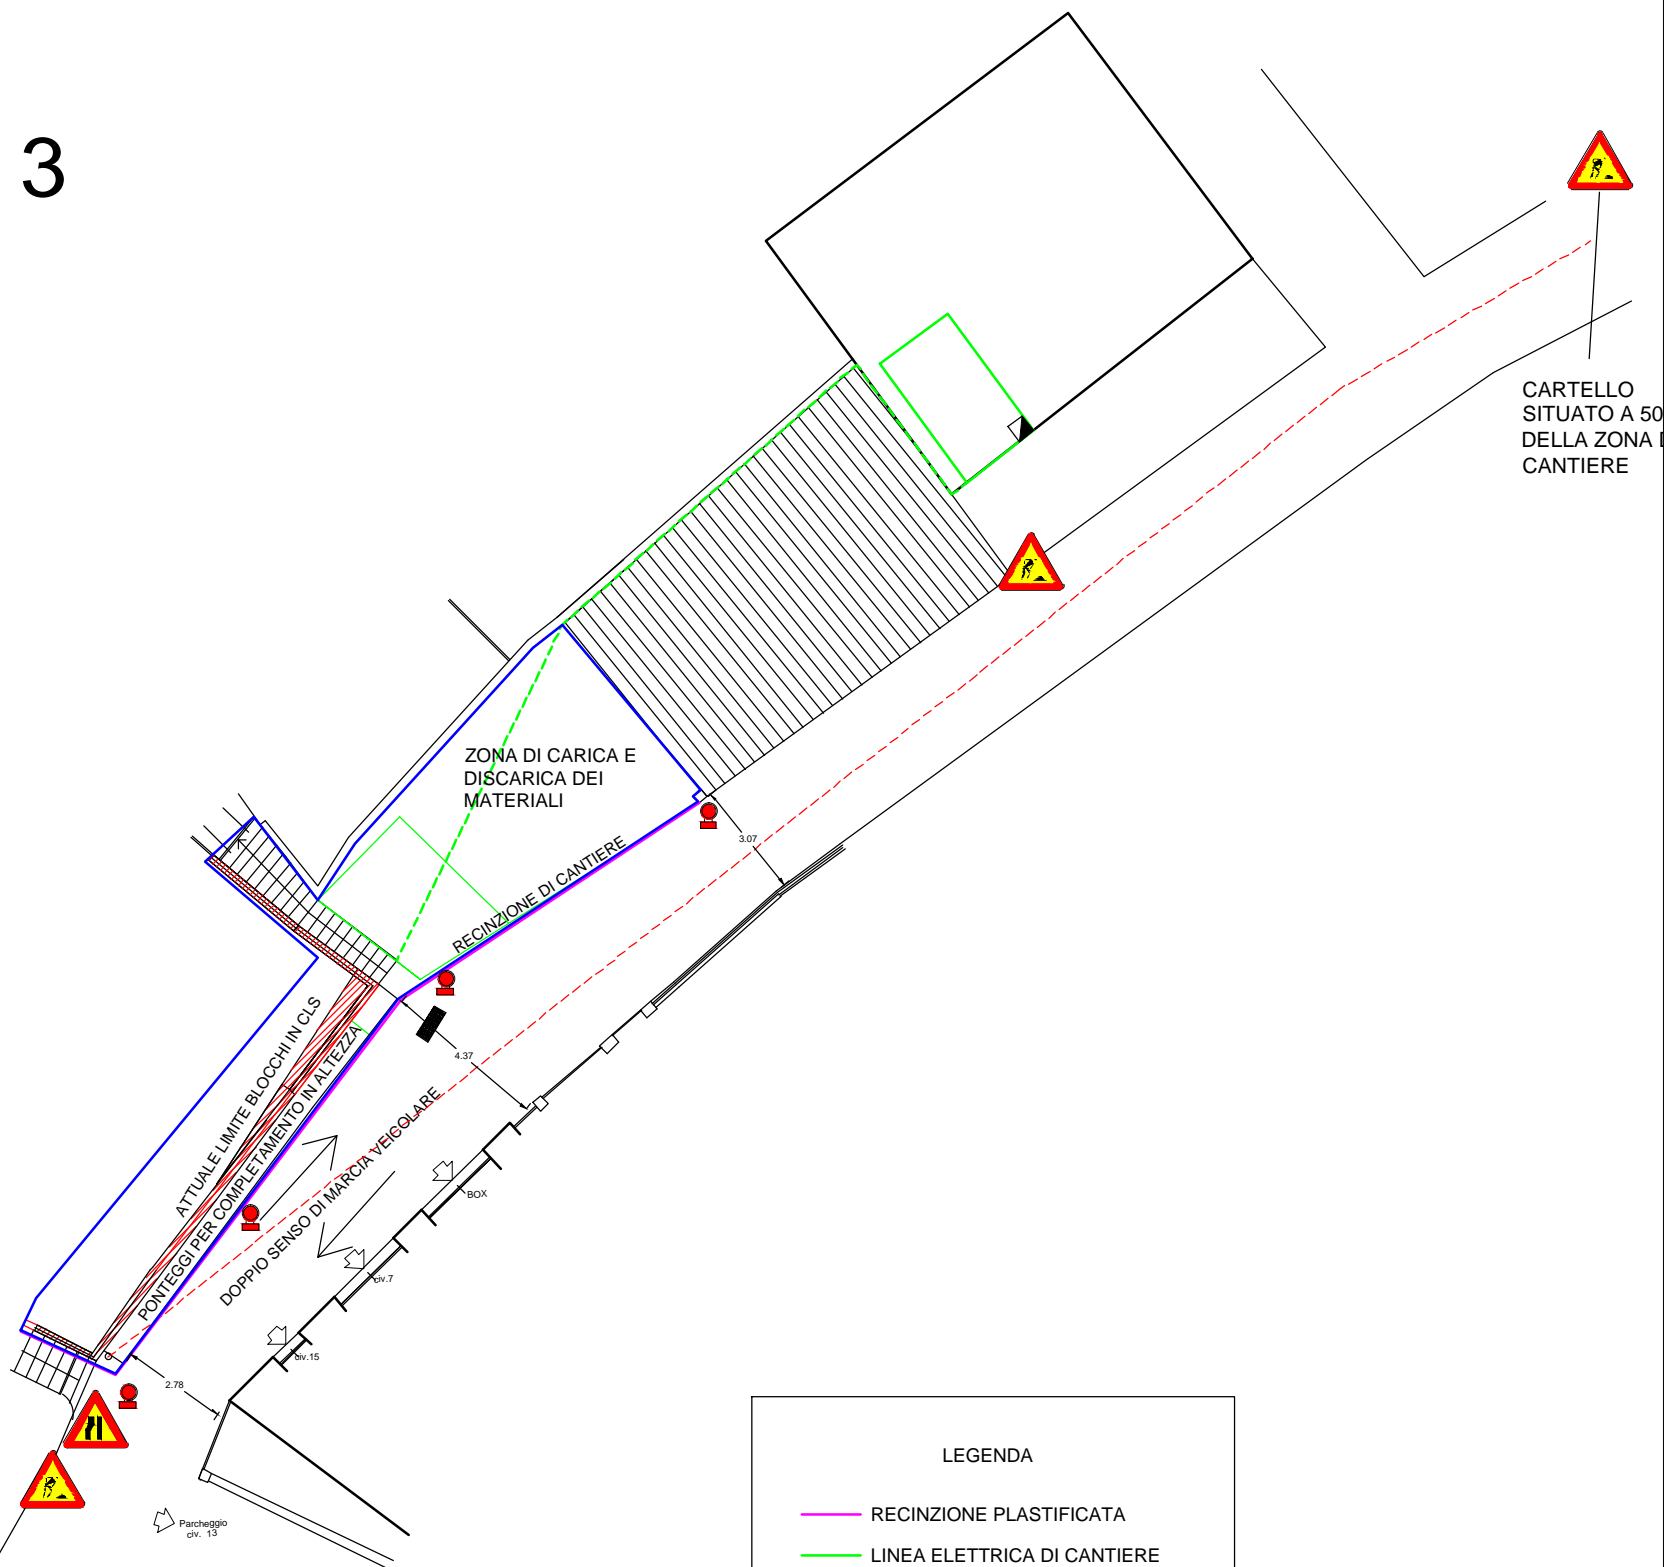 3
CARTELLO
SITUATO A 50
DELLA ZONA D
CANTIERE
ZONA DI CARICA E
DISCARICA DEI
MATERIALI
3.07
RECINZIONE DI CANTIERE
4.37
ATTUALE LIMITE BLOCCHI IN CLS
PONTEGGI PER COMPLETAMENTO IN ALTEZZA
DOPPIO SENSO DI MARCIA VEICOLARE
BOX
civ.7
civ.15
2.78
Parcheggio
civ. 13
LEGENDA
RECINZIONE PLASTIFICATA
LINEA ELETTRICA DI CANTIERE